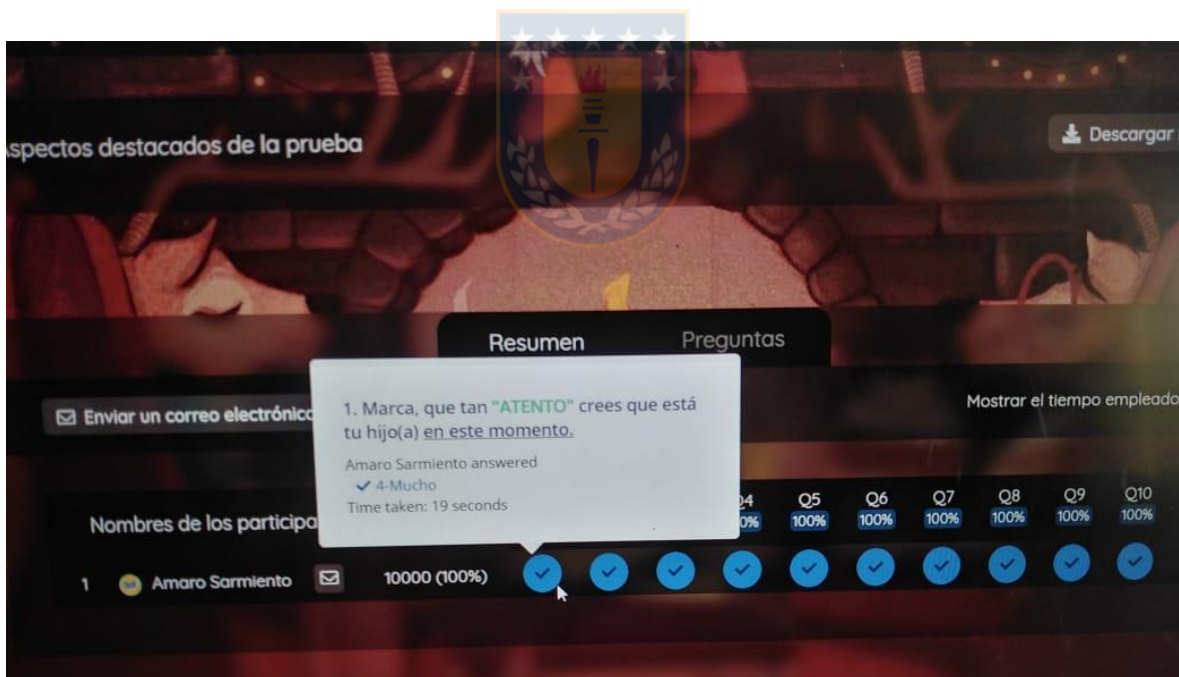 spectos destacados de la prueba
Descargar
Resumen
Preguntas
Enviar un correo electrónico
Mostrar el tiempo empleado
1. Marca, que tan "ATENTO" crees que está
tu hijo(a) en este momento.
Amaro Sarmiento answered
4-Mucho
Time taken: 19 seconds
Nombres de los participa
Q4 Q5 Q6 Q7 Q8 Q9 Q10
0% 100% 100% 100% 100% 100% 100%
1 Amaro Sarmiento 10000 (100%)